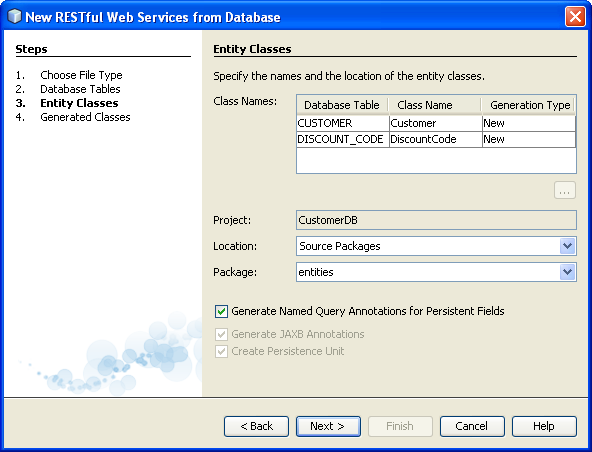 New RESTful Web Services from Database
Steps
1. Choose File Type
2. Database Tables
3. Entity Classes
4. Generated Classes
Entity Classes
Specify the names and the location of the entity classes.
Class Names:
Database Table Class Name Generation Type
CUSTOMER Customer New
DISCOUNT_CODE DiscountCode New
...
Project: CustomerDB
Location: Source Packages
Package: entities
Generate Named Query Annotations for Persistent Fields
Generate JAXB Annotations
Create Persistence Unit
< Back Next > Finish Cancel Help